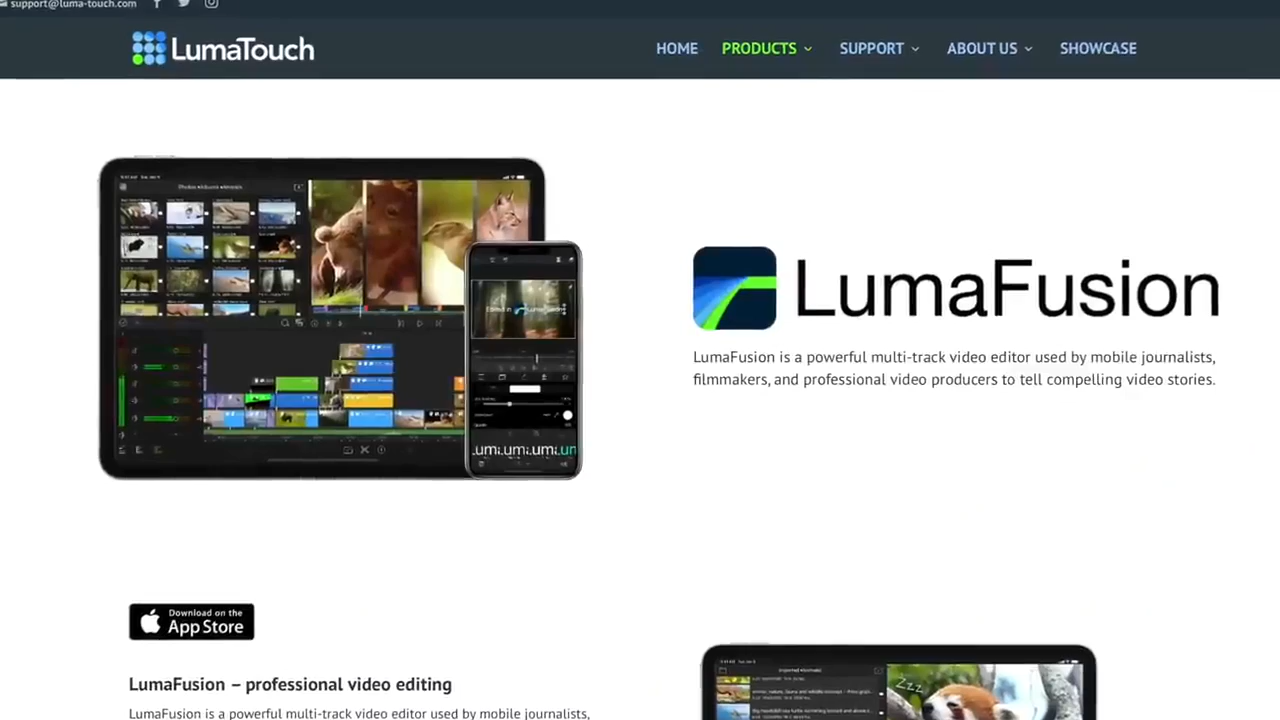 support@luma-touch.com
LumaTouch
HOME
PRODUCTS
SUPPORT
ABOUT US
SHOWCASE
LumaFusion
LumaFusion is a powerful multi-track video editor used by mobile journalists,
filmmakers, and professional video producers to tell compelling video stories.
Download on the
App Store
LumaFusion – professional video editing
LumaFusion is a powerful multi-track video editor used by mobile journalists,
ZZZ